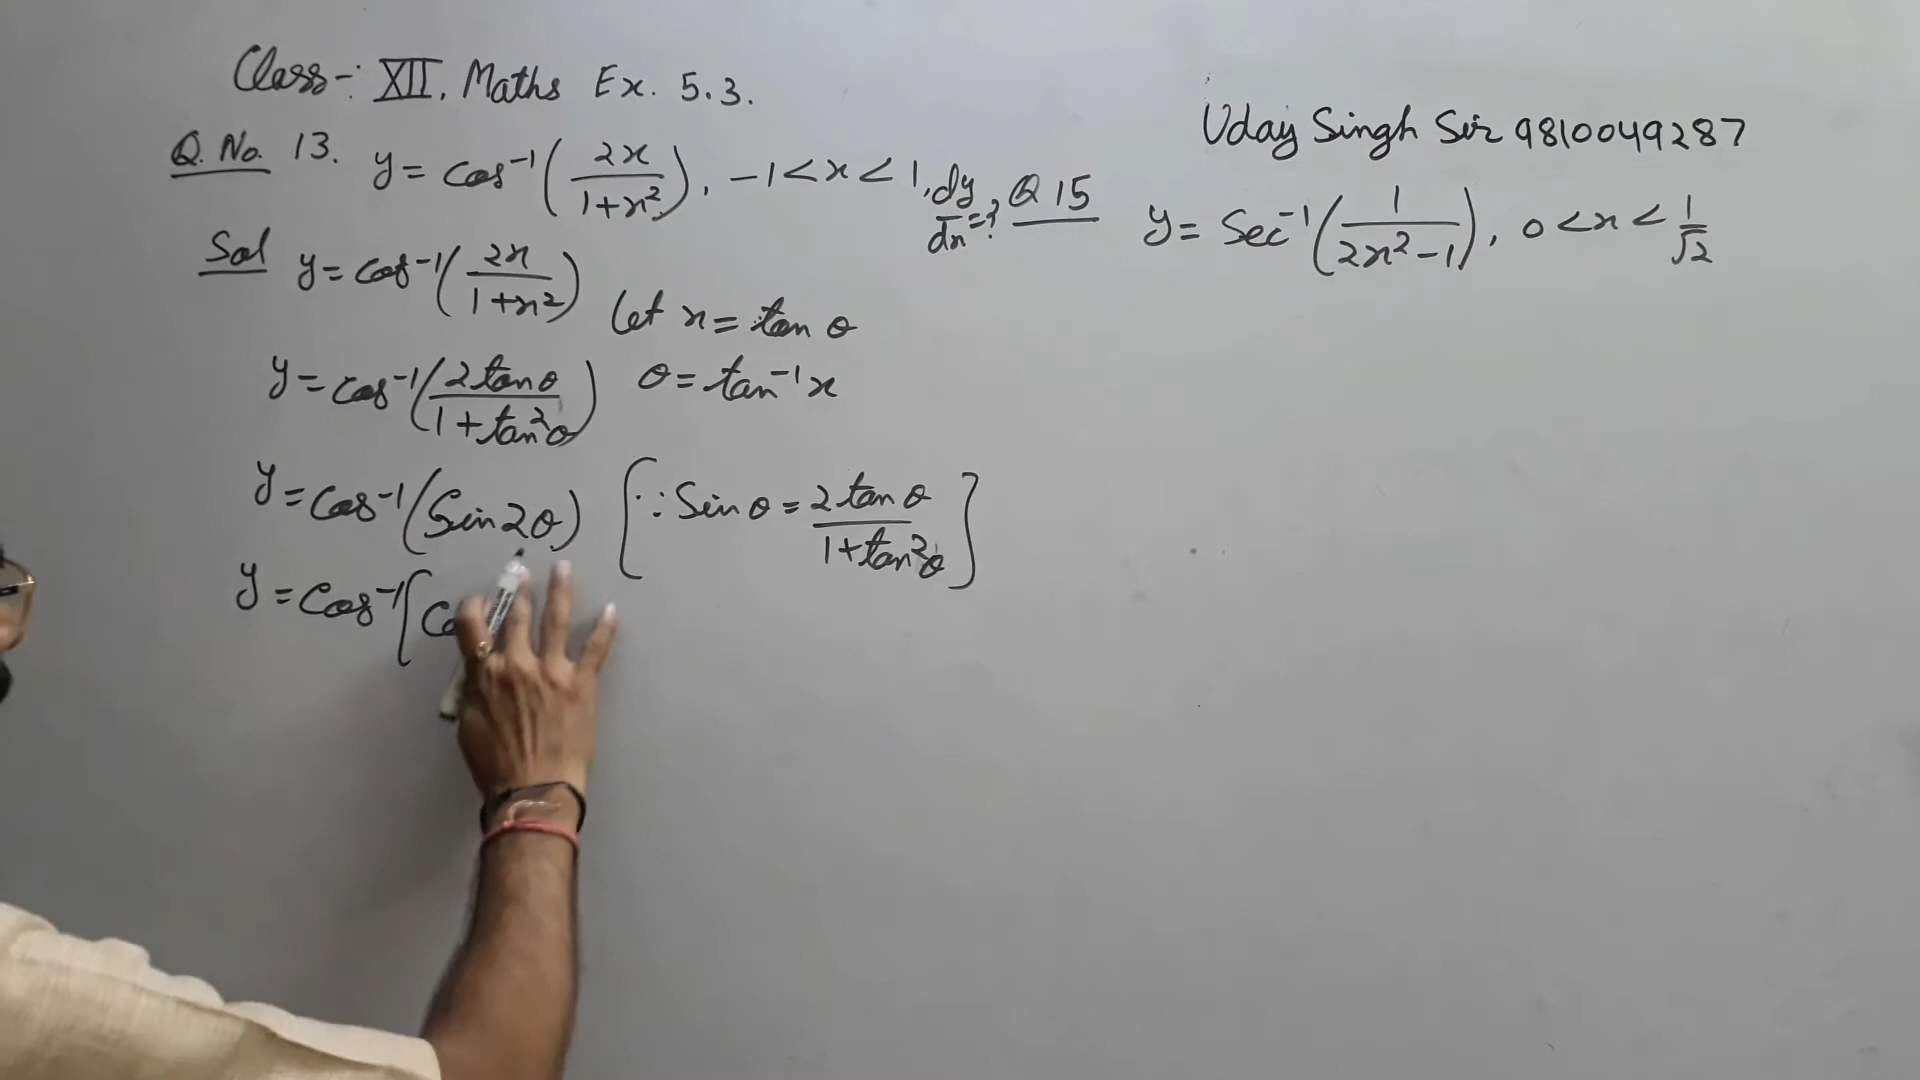 Class-: XII, Maths Ex. 5.3.
Q. No. 13. y = cos⁻¹(2x/(1+x²)), -1<x<1, dy/dx=?
Sol y = cos⁻¹(2x/(1+x²))
Let x = tan θ
y = cos⁻¹(2tanθ/(1+tan²θ)) θ = tan⁻¹x
y = cos⁻¹(Sin2θ) [∵ Sin θ = 2tanθ/(1+tan²θ)]
y = cos⁻¹[
Uday Singh Sir 9810049287
Q 15
y = Sec⁻¹(1/(2x²-1)), 0<x<1/√2